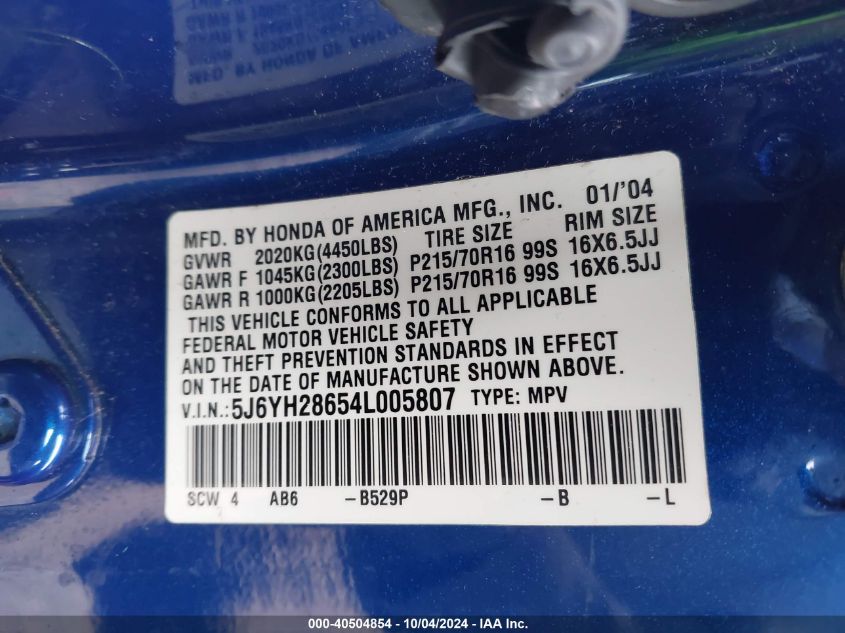 MFD. BY HONDA OF AMERICA MFG., INC. 01/'04
GVWR 2020KG(4450LBS) TIRE SIZE RIM SIZE
GAWR F 1045KG(2300LBS) P215/70R16 99S 16X6.5JJ
GAWR R 1000KG(2205LBS) P215/70R16 99S 16X6.5JJ
THIS VEHICLE CONFORMS TO ALL APPLICABLE
FEDERAL MOTOR VEHICLE SAFETY
AND THEFT PREVENTION STANDARDS IN EFFECT
ON THE DATE OF MANUFACTURE SHOWN ABOVE.
V.I.N.: 5J6YH28654L005807 TYPE: MPV
SCW 4 AB6 -B529P -B -L
000-40504854 - 10/04/2024 - IAA Inc.